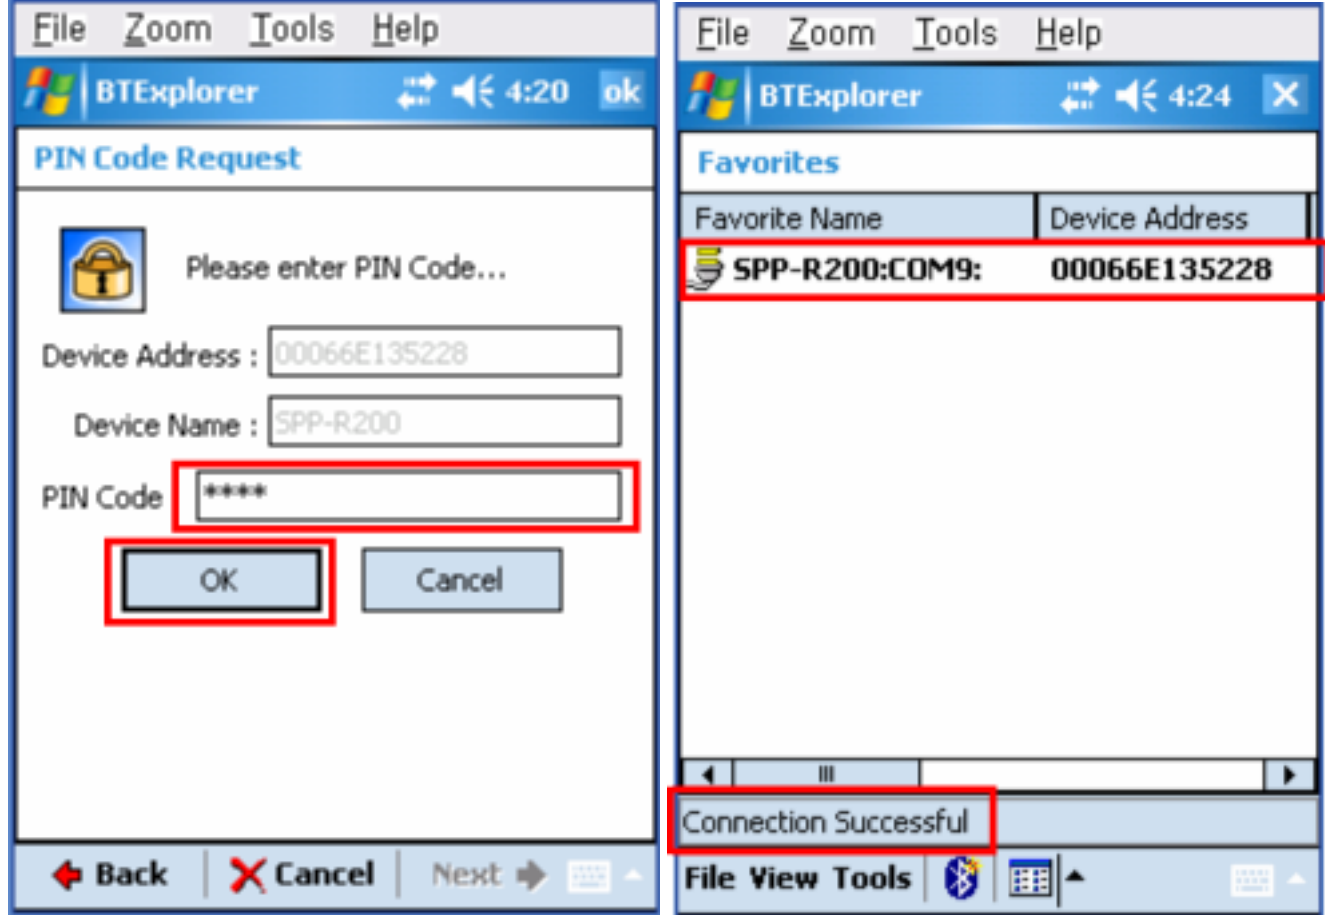 File Zoom Tools Help
BTExplorer 4:20 ok
PIN Code Request
Please enter PIN Code...
Device Address : 00066E135228
Device Name : SPP-R200
PIN Code ****
OK Cancel
Back Cancel Next
File Zoom Tools Help
BTExplorer 4:24
Favorites
Favorite Name Device Address
SPP-R200:COM9: 00066E135228
Connection Successful
File View Tools